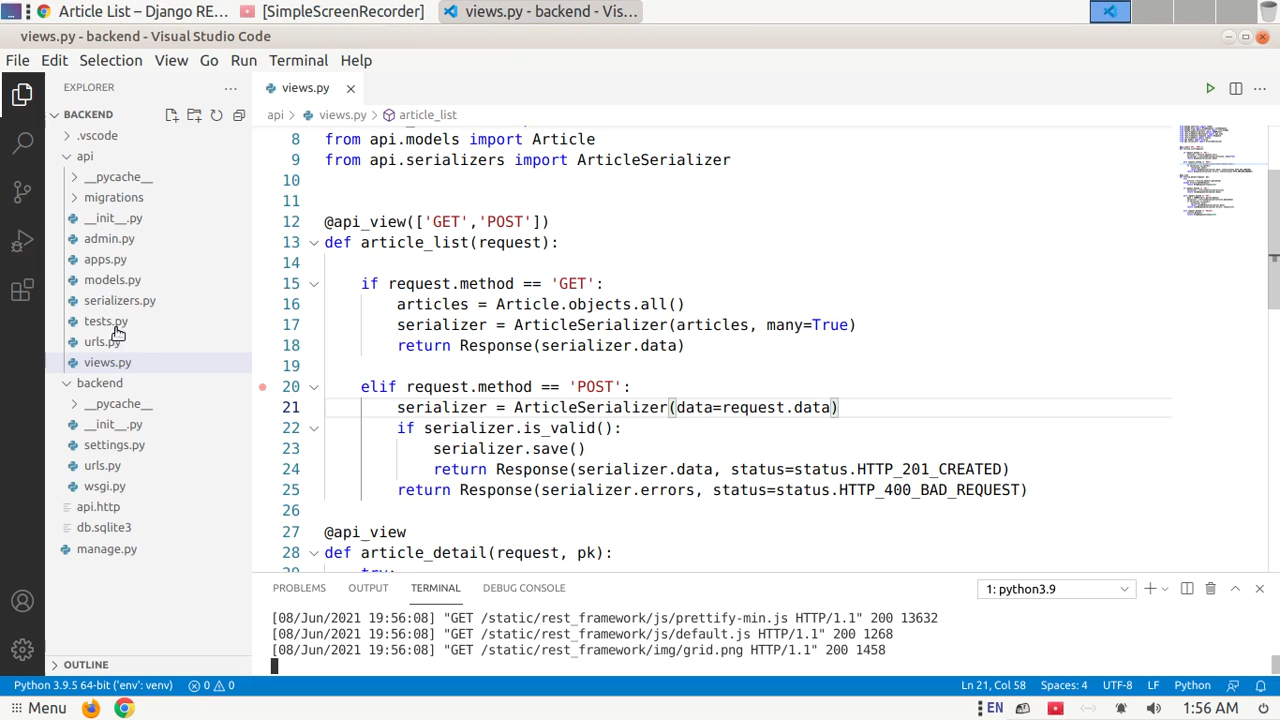 Article List – Django RE...
[SimpleScreenRecorder]
views.py - backend - Vis...
views.py - backend - Visual Studio Code
File Edit Selection View Go Run Terminal Help
EXPLORER
views.py
BACKEND
api > views.py > article_list
.vscode
api
__pycache__
migrations
__init__.py
admin.py
apps.py
models.py
serializers.py
tests.py
urls.py
views.py
backend
__pycache__
__init__.py
settings.py
urls.py
wsgi.py
api.http
db.sqlite3
manage.py
OUTLINE
8 from api.models import Article
9 from api.serializers import ArticleSerializer
10
11
12 @api_view(['GET','POST'])
13 def article_list(request):
14
15 if request.method == 'GET':
16 articles = Article.objects.all()
17 serializer = ArticleSerializer(articles, many=True)
18 return Response(serializer.data)
19
20 elif request.method == 'POST':
21 serializer = ArticleSerializer(data=request.data)
22 if serializer.is_valid():
23 serializer.save()
24 return Response(serializer.data, status=status.HTTP_201_CREATED)
25 return Response(serializer.errors, status=status.HTTP_400_BAD_REQUEST)
26
27 @api_view
28 def article_detail(request, pk):
PROBLEMS OUTPUT TERMINAL DEBUG CONSOLE 1: python3.9
[08/Jun/2021 19:56:08] "GET /static/rest_framework/js/prettify-min.js HTTP/1.1" 200 13632
[08/Jun/2021 19:56:08] "GET /static/rest_framework/js/default.js HTTP/1.1" 200 1268
[08/Jun/2021 19:56:08] "GET /static/rest_framework/img/grid.png HTTP/1.1" 200 1458
Python 3.9.5 64-bit ('env': venv) 0 0 Ln 21, Col 58 Spaces: 4 UTF-8 LF Python
Menu EN 1:56 AM